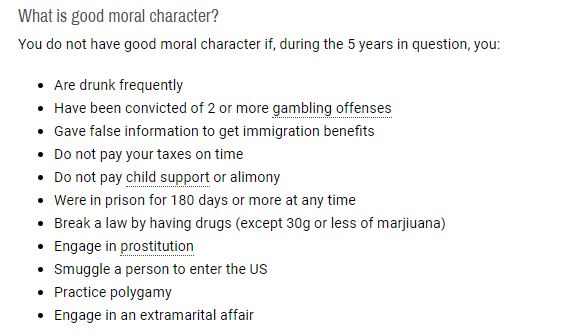 What is good moral character?
You do not have good moral character if, during the 5 years in question, you:
• Are drunk frequently
• Have been convicted of 2 or more gambling offenses
• Gave false information to get immigration benefits
• Do not pay your taxes on time
• Do not pay child support or alimony
• Were in prison for 180 days or more at any time
• Break a law by having drugs (except 30g or less of marjiuana)
• Engage in prostitution
• Smuggle a person to enter the US
• Practice polygamy
• Engage in an extramarital affair